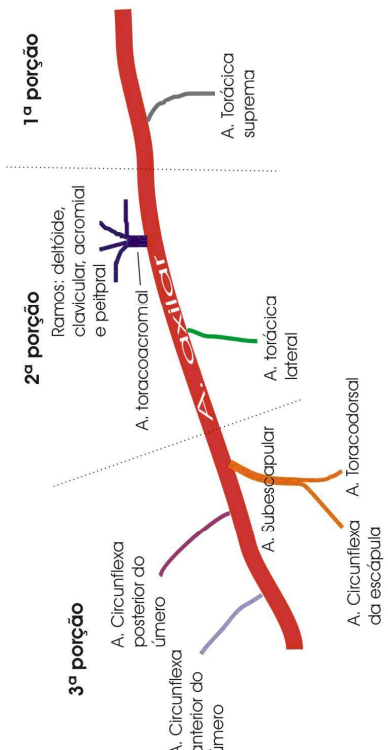 3ª porção
2ª porção
1ª porção
Ramos: deltóide,
clavicular, acromial
e peitpral
A. toracoacromial
A. Torácica
suprema
A. axilar
A. torácica
lateral
A. Subescapular
A. Toracodorsal
A. Circunflexa
da escápula
A. Circunflexa
posterior do
úmero
A. Circunflexa
anterior do
úmero